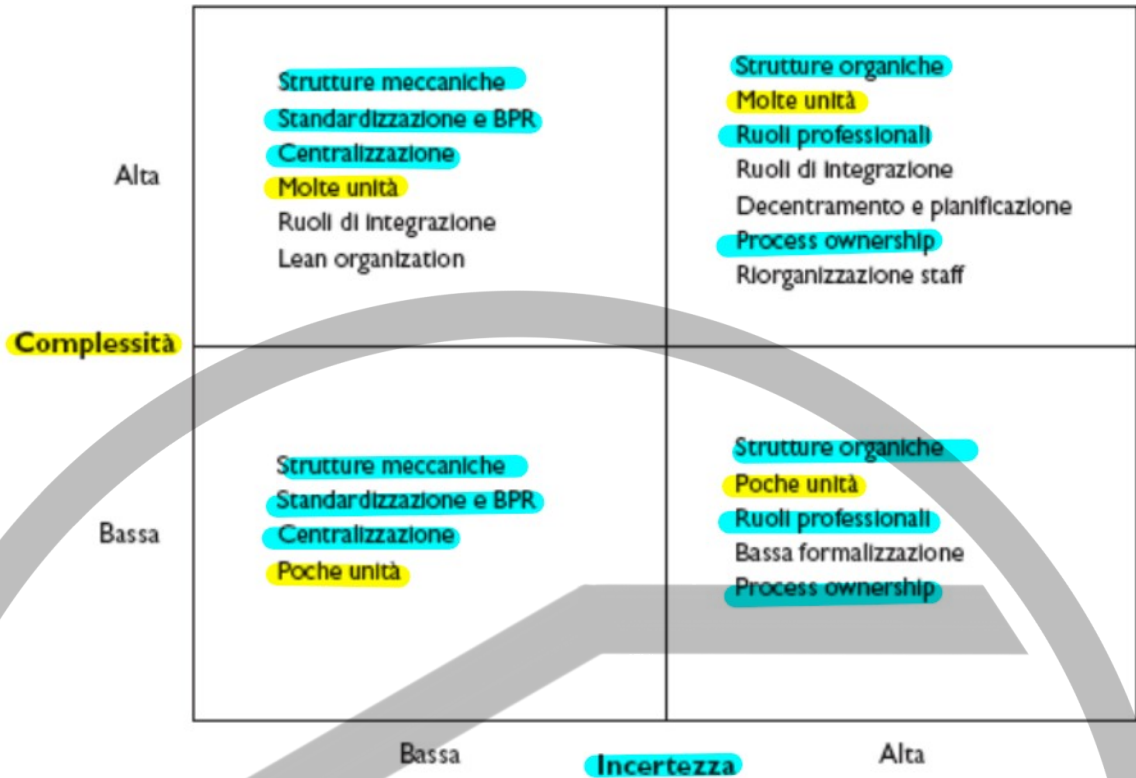 Strutture meccaniche
Standardizzazione e BPR
Centralizzazione
Molte unità
Ruoli di integrazione
Lean organization
Strutture organiche
Molte unità
Ruoli professionali
Ruoli di integrazione
Decentramento e pianificazione
Process ownership
Riorganizzazione staff
Alta
Complessità
Bassa
Strutture meccaniche
Standardizzazione e BPR
Centralizzazione
Poche unità
Strutture organiche
Poche unità
Ruoli professionali
Bassa formalizzazione
Process ownership
Bassa
Incertezza
Alta